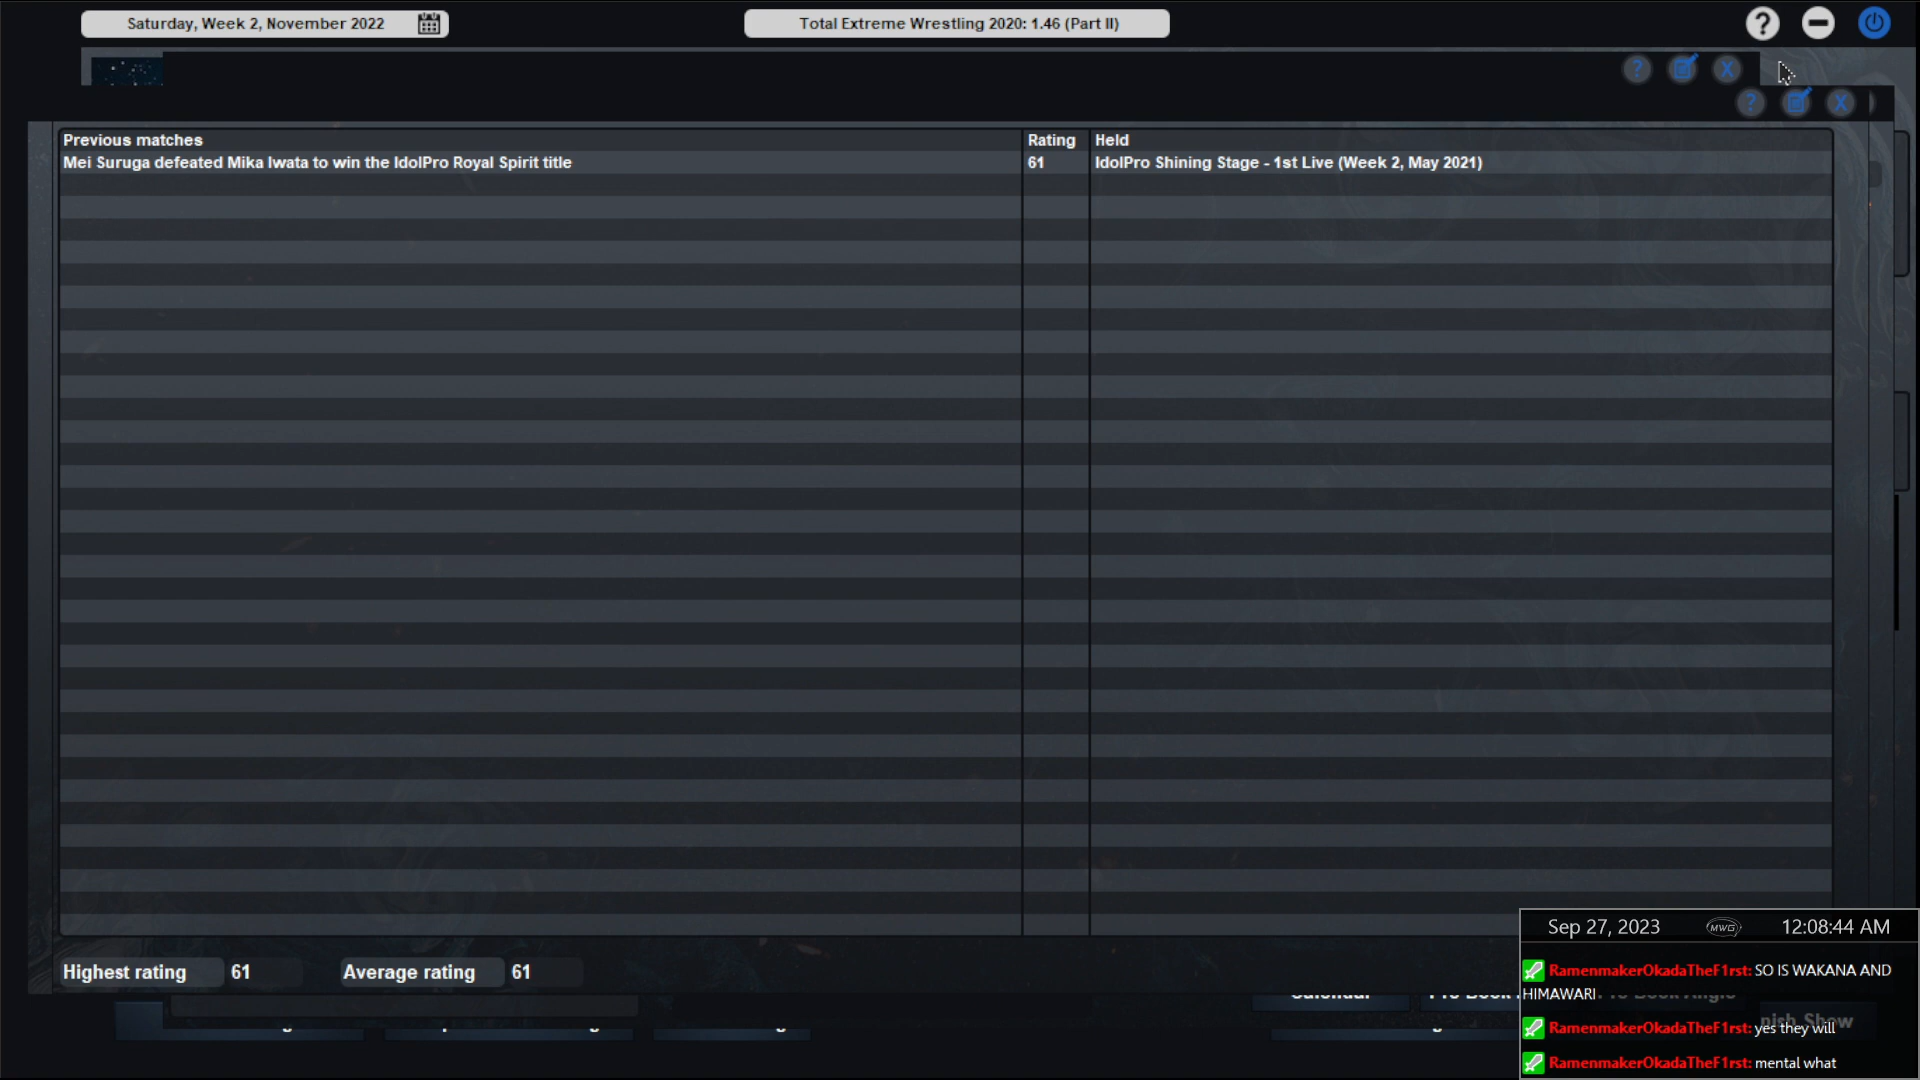 Saturday, Week 2, November 2022
Total Extreme Wrestling 2020: 1.46 (Part II)
Previous matches Rating Held
Mei Suruga defeated Mika Iwata to win the IdolPro Royal Spirit title 61 IdolPro Shining Stage - 1st Live (Week 2, May 2021)
Highest rating 61 Average rating 61
Sep 27, 2023 MWG 12:08:44 AM
RamenmakerOkadaTheF1rst: SO IS WAKANA AND
HIMAWARI
RamenmakerOkadaTheF1rst: yes they will
RamenmakerOkadaTheF1rst: mental what
Calendar
Show